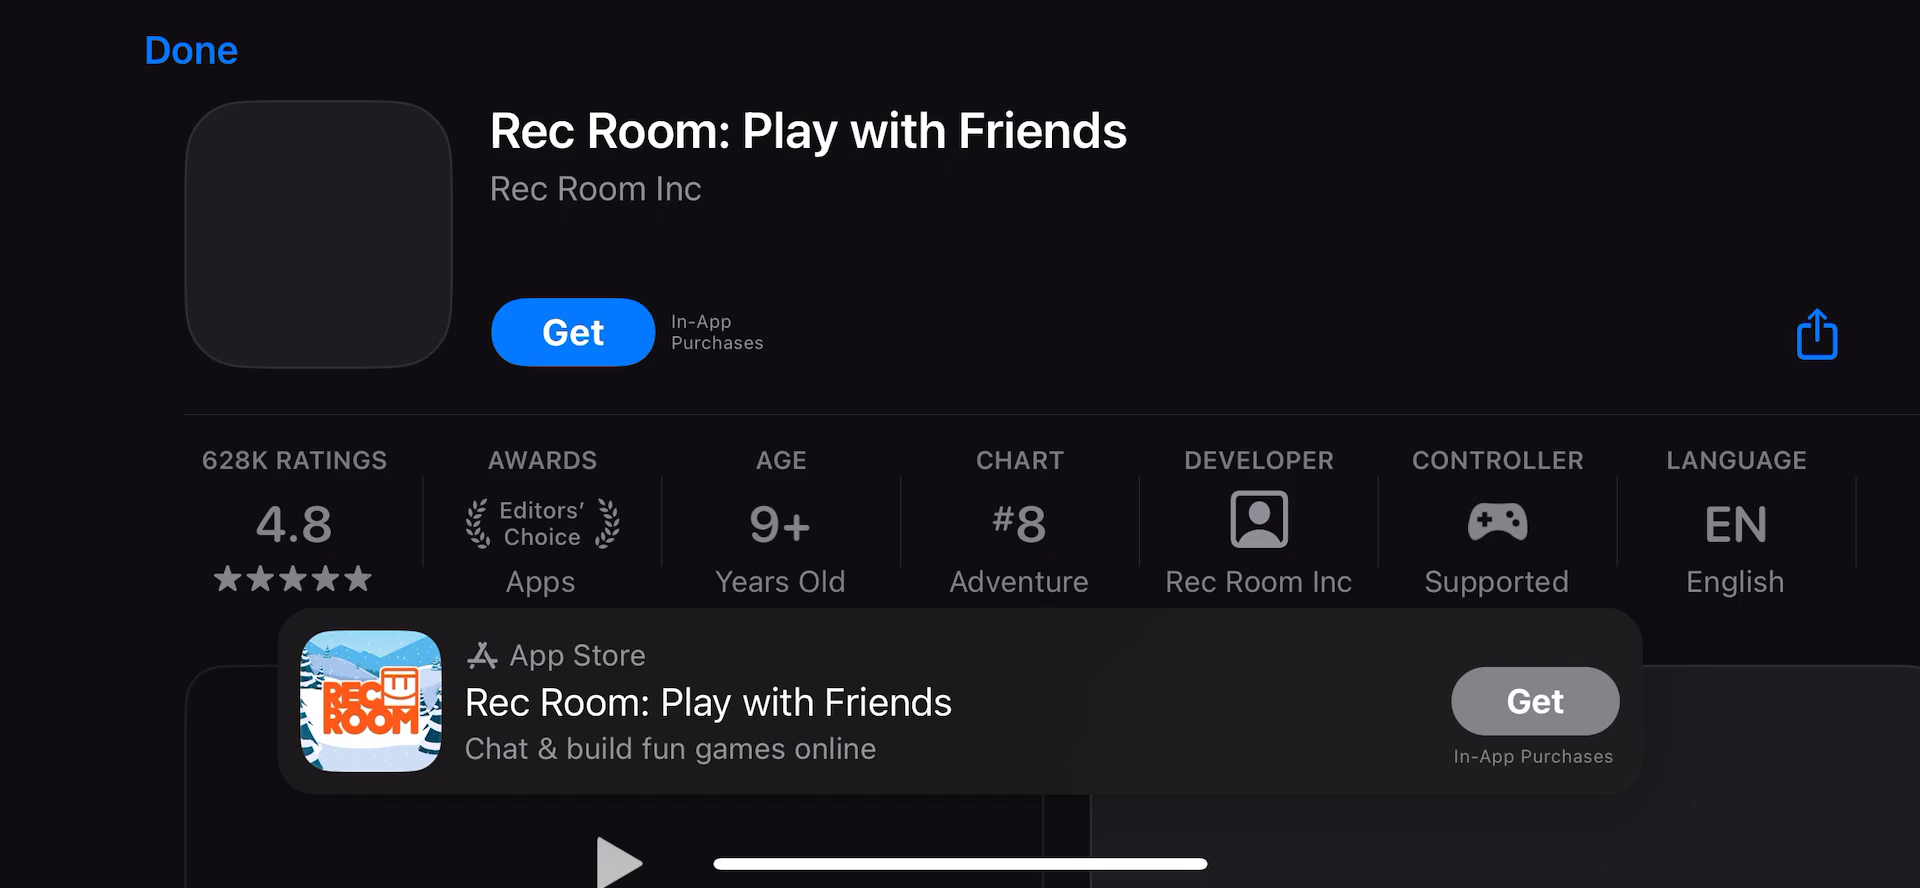 Done
Rec Room: Play with Friends
Rec Room Inc
Get
In-App
Purchases
628K RATINGS
4.8
AWARDS
Editors’
Choice
Apps
AGE
9+
Years Old
CHART
#8
Adventure
DEVELOPER
Rec Room Inc
CONTROLLER
Supported
LANGUAGE
EN
English
REC
ROOM
App Store
Rec Room: Play with Friends
Chat & build fun games online
Get
In-App Purchases